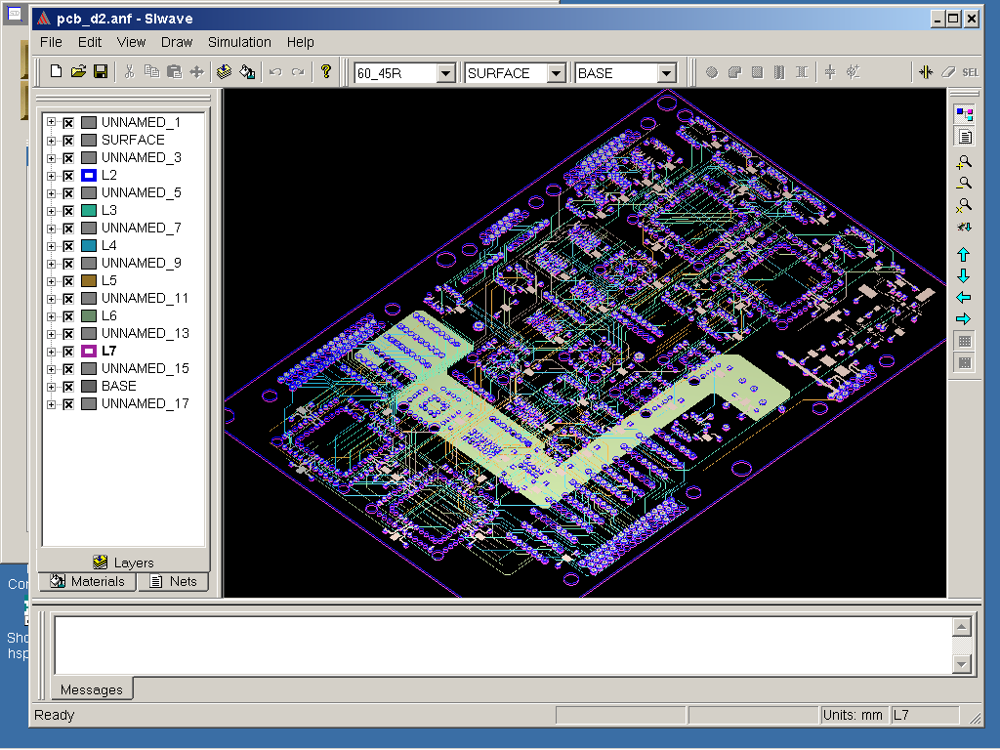 pcb_d2.anf - SIwave
File Edit View Draw Simulation Help
60_45R SURFACE BASE SEL
UNNAMED_1
SURFACE
UNNAMED_3
L2
UNNAMED_5
L3
UNNAMED_7
L4
UNNAMED_9
L5
UNNAMED_11
L6
UNNAMED_13
L7
UNNAMED_15
BASE
UNNAMED_17
Layers
Materials Nets
Cor
Sho
hsp
Messages
Ready Units: mm L7